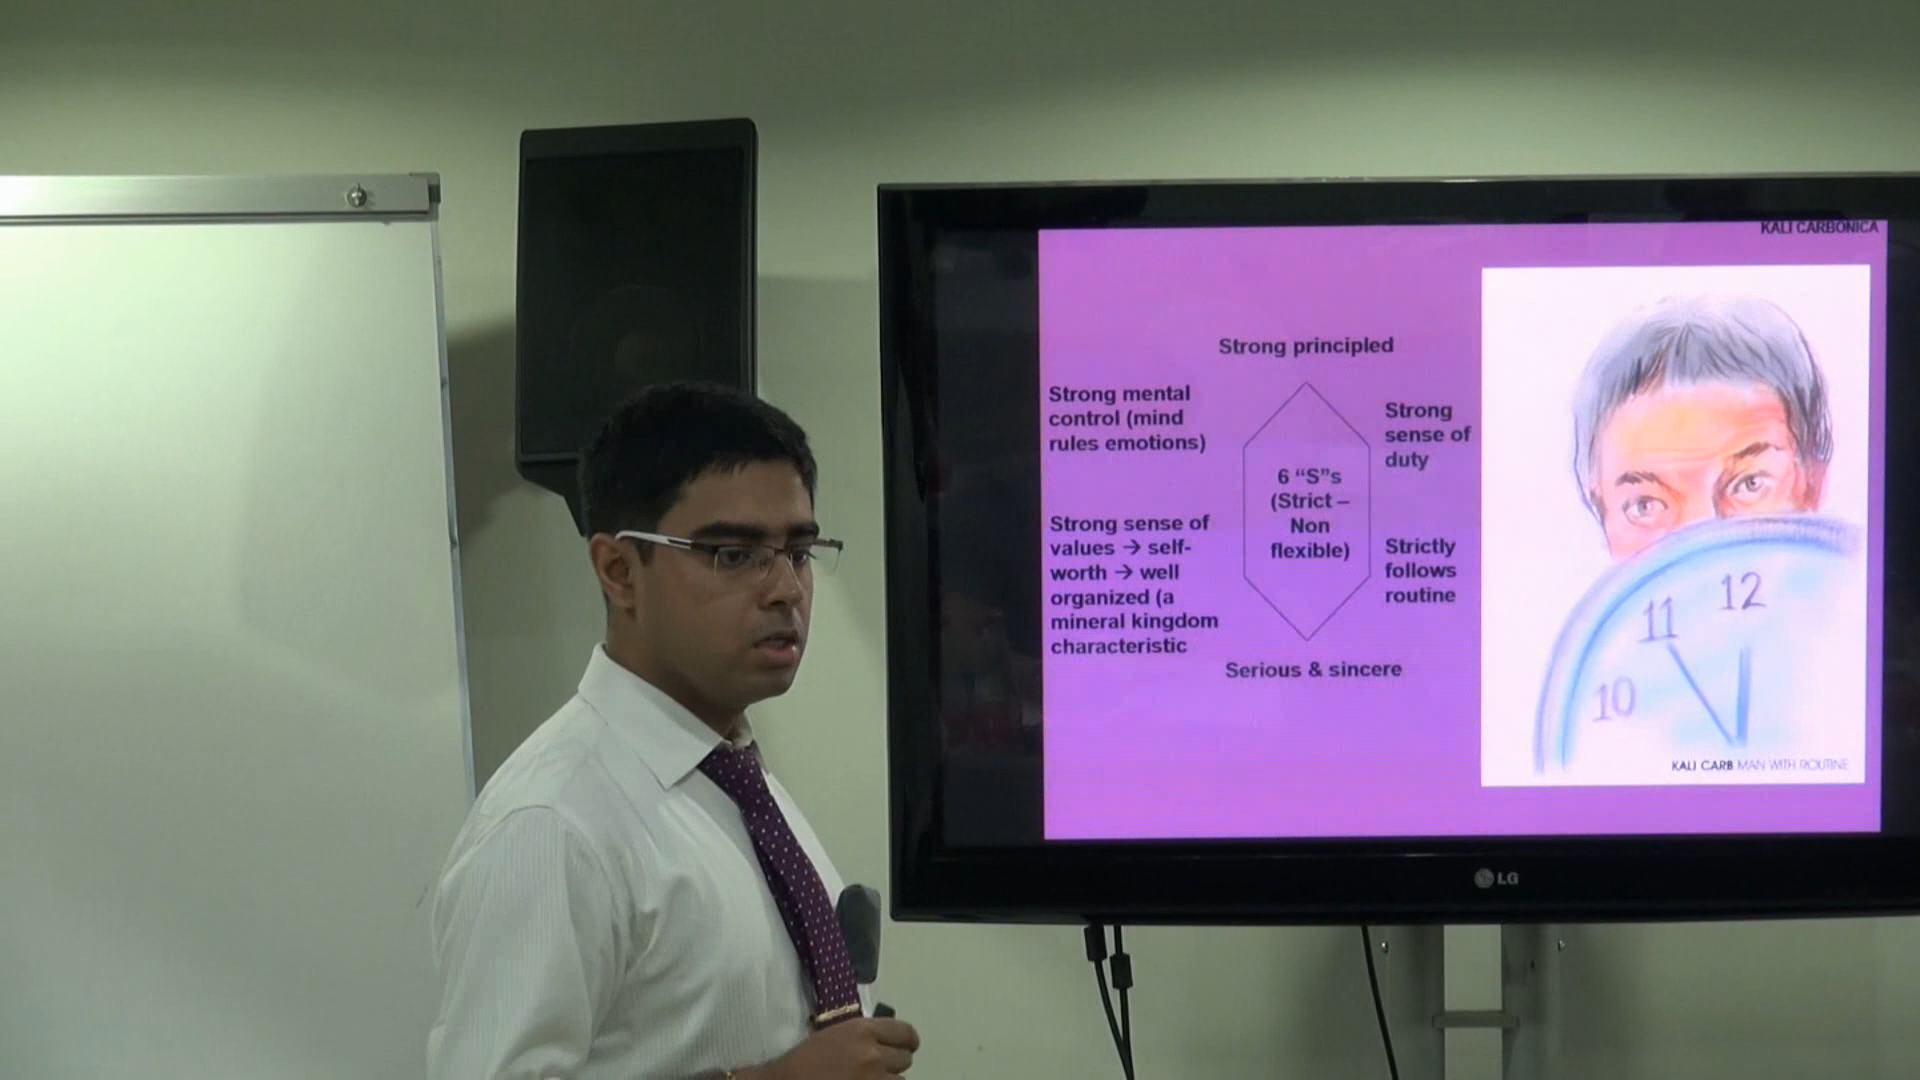 KALI CARBONICA
Strong principled
Strong mental
control (mind
rules emotions)
Strong
sense of
duty
6 “S”s
(Strict –
Non
flexible)
Strong sense of
values → self-
worth → well
organized (a
mineral kingdom
characteristic
Strictly
follows
routine
Serious & sincere
12
11
10
KALI CARB MAN WITH ROUTINE
LG